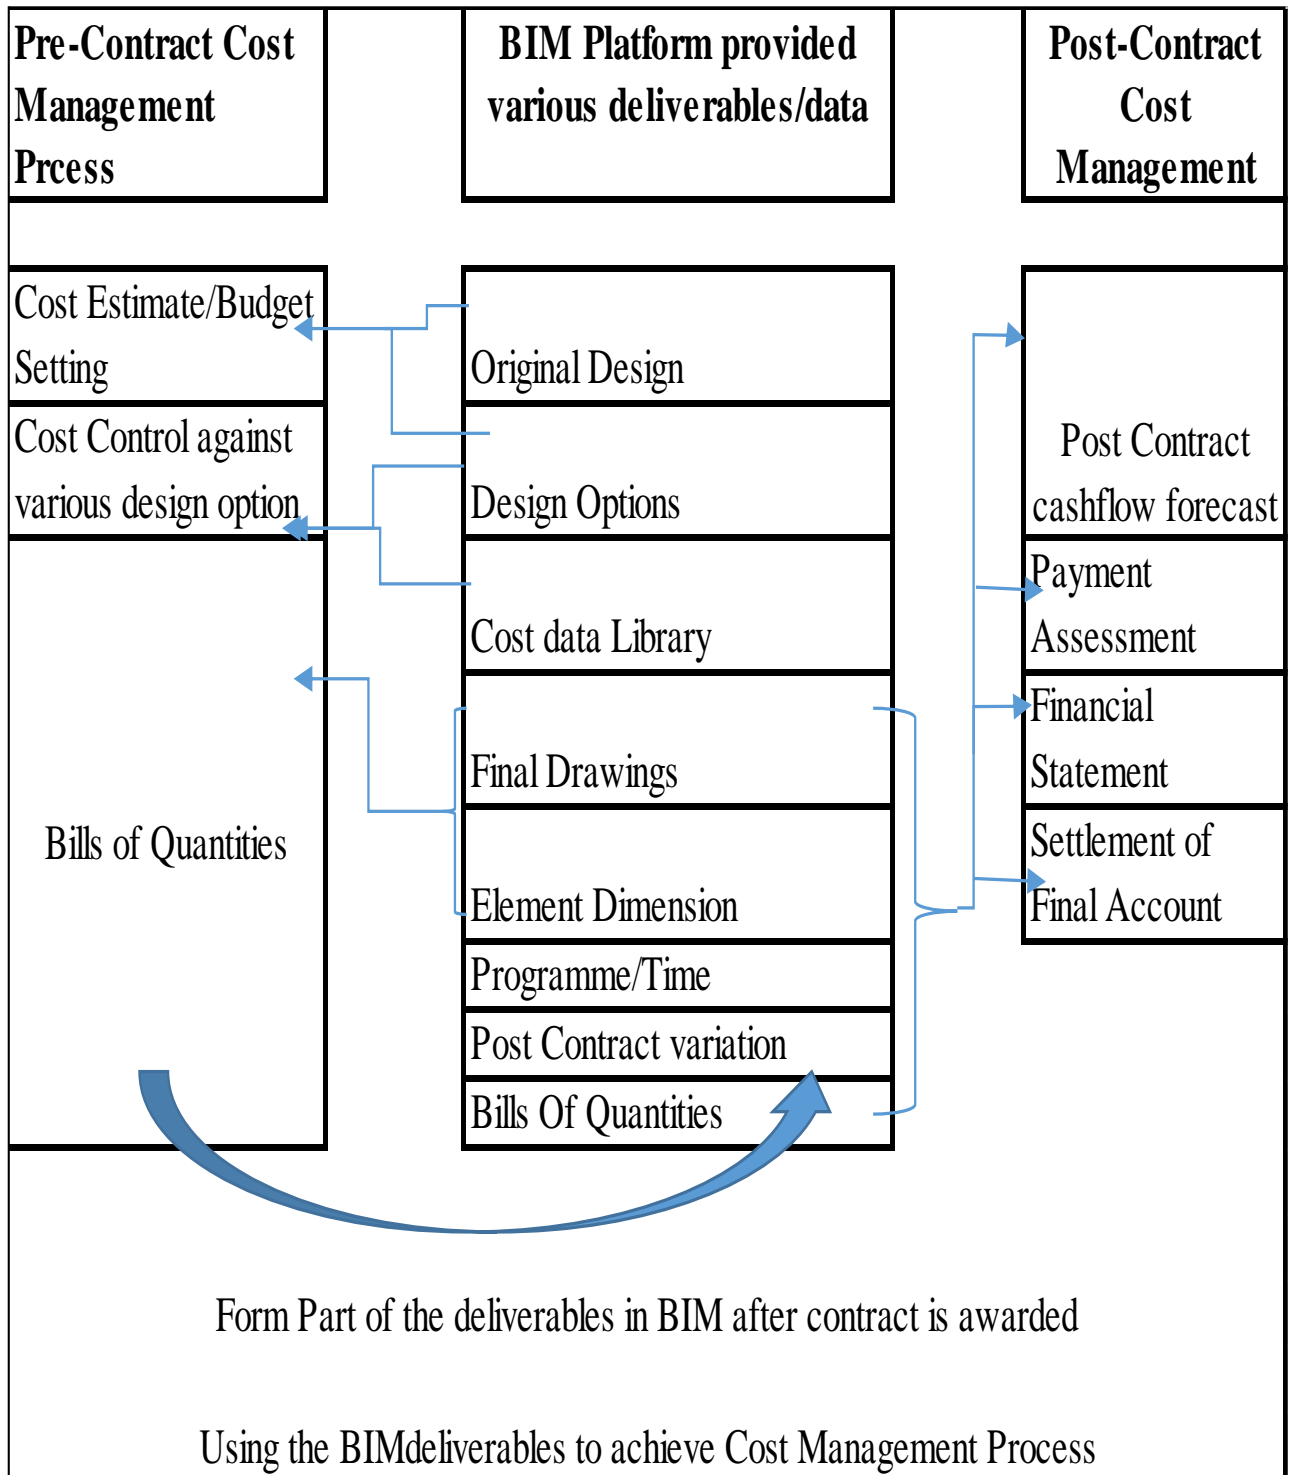 Pre-Contract Cost
Management
Prcess
BIM Platform provided
various deliverables/data
Post-Contract
Cost
Management
Cost Estimate/Budget
Setting
Cost Control against
various design option
Bills of Quantities
Original Design
Design Options
Cost data Library
Final Drawings
Element Dimension
Programme/Time
Post Contract variation
Bills Of Quantities
Post Contract
cashflow forecast
Payment
Assessment
Financial
Statement
Settlement of
Final Account
Form Part of the deliverables in BIM after contract is awarded
Using the BIMdeliverables to achieve Cost Management Process